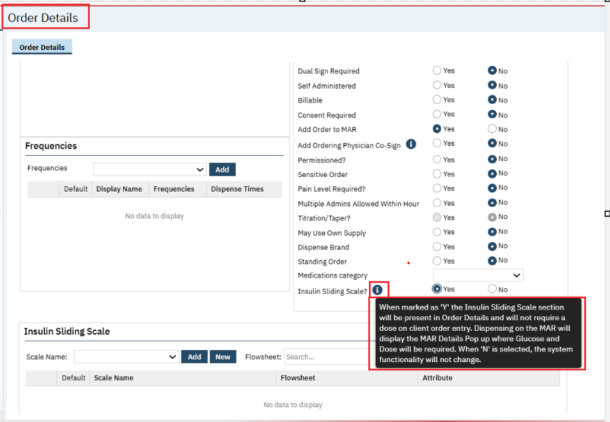 Order Details
Order Details
Dual Sign Required Yes No
Self Administered Yes No
Billable Yes No
Consent Required Yes No
Add Order to MAR Yes No
Add Ordering Physician Co-Sign i Yes No
Permissioned? Yes No
Sensitive Order Yes No
Pain Level Required? Yes No
Multiple Admins Allowed Within Hour Yes No
Titration/Taper? Yes No
May Use Own Supply Yes No
Dispense Brand Yes No
Standing Order Yes No
Medications category
Insulin Sliding Scale? i Yes No
Frequencies
Frequencies Add
Default Display Name Frequencies Dispense Times
No data to display
When marked as 'Y' the Insulin Sliding Scale section
will be present in Order Details and will not require a
dose on client order entry. Dispensing on the MAR will
display the MAR Details Pop up where Glucose and
Dose will be required. When 'N' is selected, the system
functionality will not change.
Insulin Sliding Scale
Scale Name: Add New Flowsheet: Search...
Default Scale Name Flowsheet Attribute
No data to display